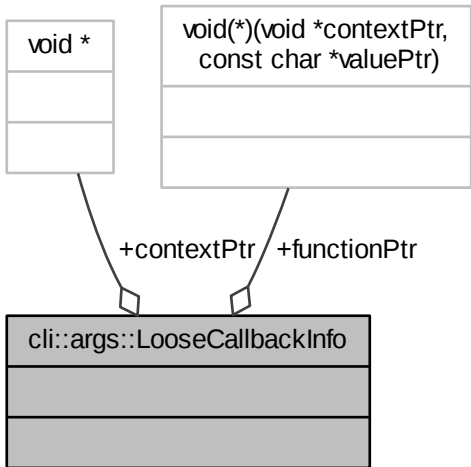 void *
void(*)(void *contextPtr,
const char *valuePtr)
+contextPtr
+functionPtr
cli::args::LooseCallbackInfo